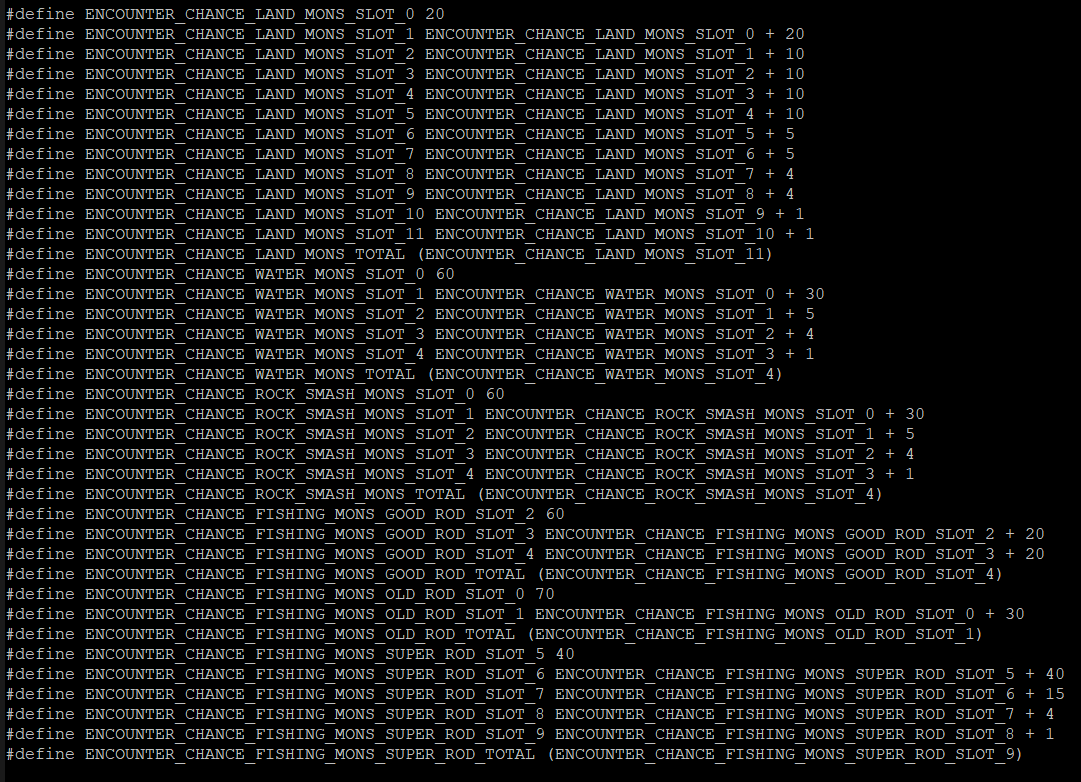 #define ENCOUNTER_CHANCE_LAND_MONS_SLOT_0 20
#define ENCOUNTER_CHANCE_LAND_MONS_SLOT_1 ENCOUNTER_CHANCE_LAND_MONS_SLOT_0 + 20
#define ENCOUNTER_CHANCE_LAND_MONS_SLOT_2 ENCOUNTER_CHANCE_LAND_MONS_SLOT_1 + 10
#define ENCOUNTER_CHANCE_LAND_MONS_SLOT_3 ENCOUNTER_CHANCE_LAND_MONS_SLOT_2 + 10
#define ENCOUNTER_CHANCE_LAND_MONS_SLOT_4 ENCOUNTER_CHANCE_LAND_MONS_SLOT_3 + 10
#define ENCOUNTER_CHANCE_LAND_MONS_SLOT_5 ENCOUNTER_CHANCE_LAND_MONS_SLOT_4 + 10
#define ENCOUNTER_CHANCE_LAND_MONS_SLOT_6 ENCOUNTER_CHANCE_LAND_MONS_SLOT_5 + 5
#define ENCOUNTER_CHANCE_LAND_MONS_SLOT_7 ENCOUNTER_CHANCE_LAND_MONS_SLOT_6 + 5
#define ENCOUNTER_CHANCE_LAND_MONS_SLOT_8 ENCOUNTER_CHANCE_LAND_MONS_SLOT_7 + 4
#define ENCOUNTER_CHANCE_LAND_MONS_SLOT_9 ENCOUNTER_CHANCE_LAND_MONS_SLOT_8 + 4
#define ENCOUNTER_CHANCE_LAND_MONS_SLOT_10 ENCOUNTER_CHANCE_LAND_MONS_SLOT_9 + 1
#define ENCOUNTER_CHANCE_LAND_MONS_SLOT_11 ENCOUNTER_CHANCE_LAND_MONS_SLOT_10 + 1
#define ENCOUNTER_CHANCE_LAND_MONS_TOTAL (ENCOUNTER_CHANCE_LAND_MONS_SLOT_11)
#define ENCOUNTER_CHANCE_WATER_MONS_SLOT_0 60
#define ENCOUNTER_CHANCE_WATER_MONS_SLOT_1 ENCOUNTER_CHANCE_WATER_MONS_SLOT_0 + 30
#define ENCOUNTER_CHANCE_WATER_MONS_SLOT_2 ENCOUNTER_CHANCE_WATER_MONS_SLOT_1 + 5
#define ENCOUNTER_CHANCE_WATER_MONS_SLOT_3 ENCOUNTER_CHANCE_WATER_MONS_SLOT_2 + 4
#define ENCOUNTER_CHANCE_WATER_MONS_SLOT_4 ENCOUNTER_CHANCE_WATER_MONS_SLOT_3 + 1
#define ENCOUNTER_CHANCE_WATER_MONS_TOTAL (ENCOUNTER_CHANCE_WATER_MONS_SLOT_4)
#define ENCOUNTER_CHANCE_ROCK_SMASH_MONS_SLOT_0 60
#define ENCOUNTER_CHANCE_ROCK_SMASH_MONS_SLOT_1 ENCOUNTER_CHANCE_ROCK_SMASH_MONS_SLOT_0 + 30
#define ENCOUNTER_CHANCE_ROCK_SMASH_MONS_SLOT_2 ENCOUNTER_CHANCE_ROCK_SMASH_MONS_SLOT_1 + 5
#define ENCOUNTER_CHANCE_ROCK_SMASH_MONS_SLOT_3 ENCOUNTER_CHANCE_ROCK_SMASH_MONS_SLOT_2 + 4
#define ENCOUNTER_CHANCE_ROCK_SMASH_MONS_SLOT_4 ENCOUNTER_CHANCE_ROCK_SMASH_MONS_SLOT_3 + 1
#define ENCOUNTER_CHANCE_ROCK_SMASH_MONS_TOTAL (ENCOUNTER_CHANCE_ROCK_SMASH_MONS_SLOT_4)
#define ENCOUNTER_CHANCE_FISHING_MONS_GOOD_ROD_SLOT_2 60
#define ENCOUNTER_CHANCE_FISHING_MONS_GOOD_ROD_SLOT_3 ENCOUNTER_CHANCE_FISHING_MONS_GOOD_ROD_SLOT_2 + 20
#define ENCOUNTER_CHANCE_FISHING_MONS_GOOD_ROD_SLOT_4 ENCOUNTER_CHANCE_FISHING_MONS_GOOD_ROD_SLOT_3 + 20
#define ENCOUNTER_CHANCE_FISHING_MONS_GOOD_ROD_TOTAL (ENCOUNTER_CHANCE_FISHING_MONS_GOOD_ROD_SLOT_4)
#define ENCOUNTER_CHANCE_FISHING_MONS_OLD_ROD_SLOT_0 70
#define ENCOUNTER_CHANCE_FISHING_MONS_OLD_ROD_SLOT_1 ENCOUNTER_CHANCE_FISHING_MONS_OLD_ROD_SLOT_0 + 30
#define ENCOUNTER_CHANCE_FISHING_MONS_OLD_ROD_TOTAL (ENCOUNTER_CHANCE_FISHING_MONS_OLD_ROD_SLOT_1)
#define ENCOUNTER_CHANCE_FISHING_MONS_SUPER_ROD_SLOT_5 40
#define ENCOUNTER_CHANCE_FISHING_MONS_SUPER_ROD_SLOT_6 ENCOUNTER_CHANCE_FISHING_MONS_SUPER_ROD_SLOT_5 + 40
#define ENCOUNTER_CHANCE_FISHING_MONS_SUPER_ROD_SLOT_7 ENCOUNTER_CHANCE_FISHING_MONS_SUPER_ROD_SLOT_6 + 15
#define ENCOUNTER_CHANCE_FISHING_MONS_SUPER_ROD_SLOT_8 ENCOUNTER_CHANCE_FISHING_MONS_SUPER_ROD_SLOT_7 + 4
#define ENCOUNTER_CHANCE_FISHING_MONS_SUPER_ROD_SLOT_9 ENCOUNTER_CHANCE_FISHING_MONS_SUPER_ROD_SLOT_8 + 1
#define ENCOUNTER_CHANCE_FISHING_MONS_SUPER_ROD_TOTAL (ENCOUNTER_CHANCE_FISHING_MONS_SUPER_ROD_SLOT_9)